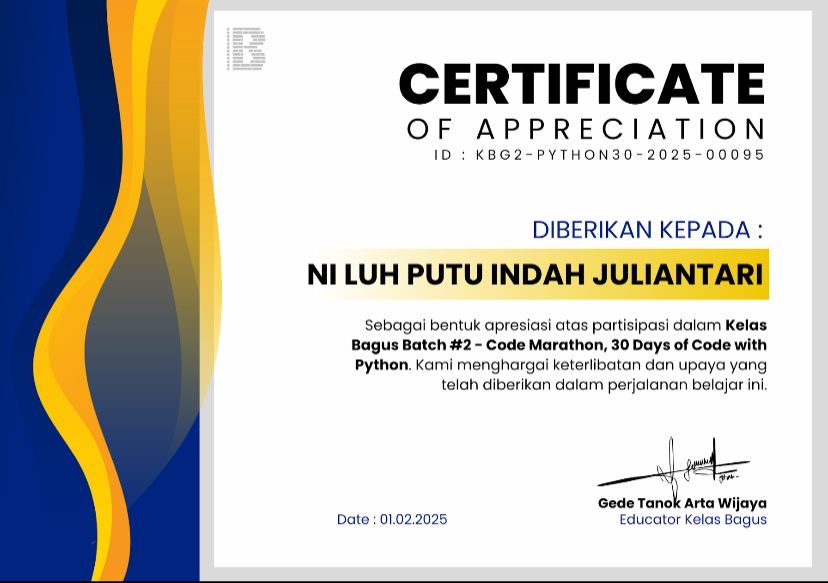 CERTIFICATE
OF APPRECIATION
ID : KBG2-PYTHON30-2025-00095
DIBERIKAN KEPADA :
NI LUH PUTU INDAH JULIANTARI
Sebagai bentuk apresiasi atas partisipasi dalam Kelas
Bagus Batch #2 - Code Marathon, 30 Days of Code with
Python. Kami menghargai keterlibatan dan upaya yang
telah diberikan dalam perjalanan belajar ini.
Gede Tanok Arta Wijaya
Date : 01.02.2025 Educator Kelas Bagus